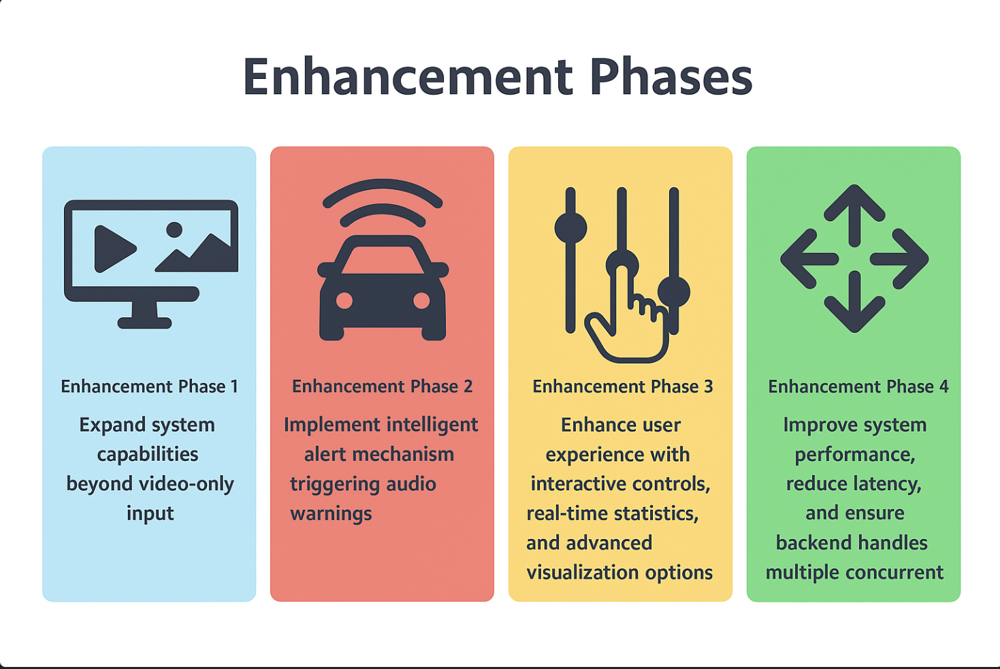 Enhancement Phases
Enhancement Phase 1
Expand system
capabilities
beyond video-only
input
Enhancement Phase 2
Implement intelligent
alert mechanism
triggering audio
warnings
Enhancement Phase 3
Enhance user
experience with
interactive controls,
real-time statistics,
and advanced
visualization options
Enhancement Phase 4
Improve system
performance,
reduce latency,
and ensure
backend handles
multiple concurrent